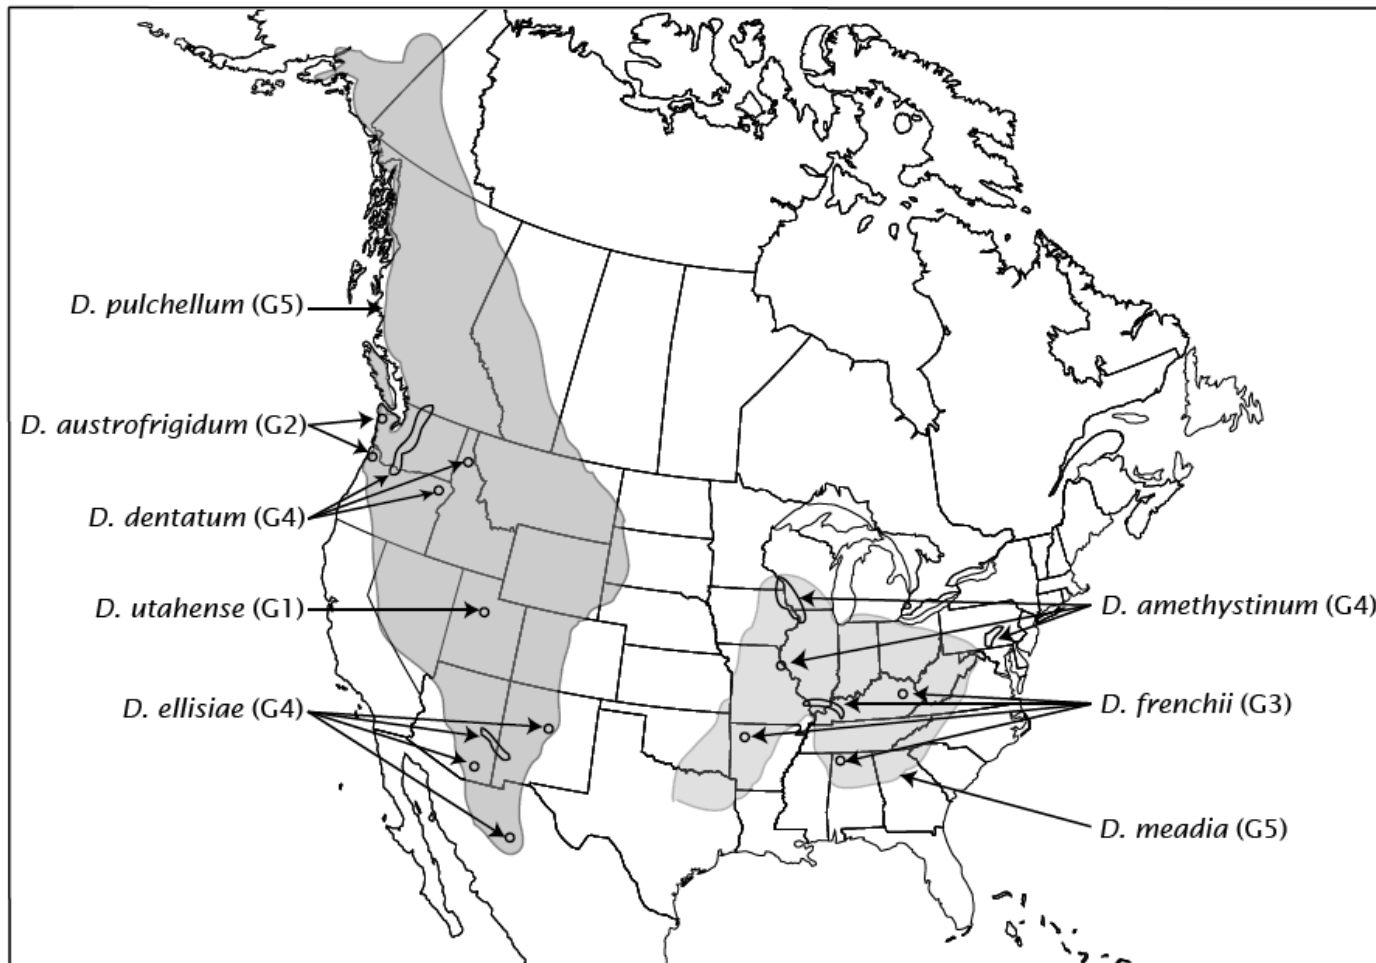 D. pulchellum (G5)
D. austrofrigidum (G2)
D. dentatum (G4)
D. utahense (G1)
D. ellisiae (G4)
D. amethystinum (G4)
D. frenchii (G3)
D. meadia (G5)